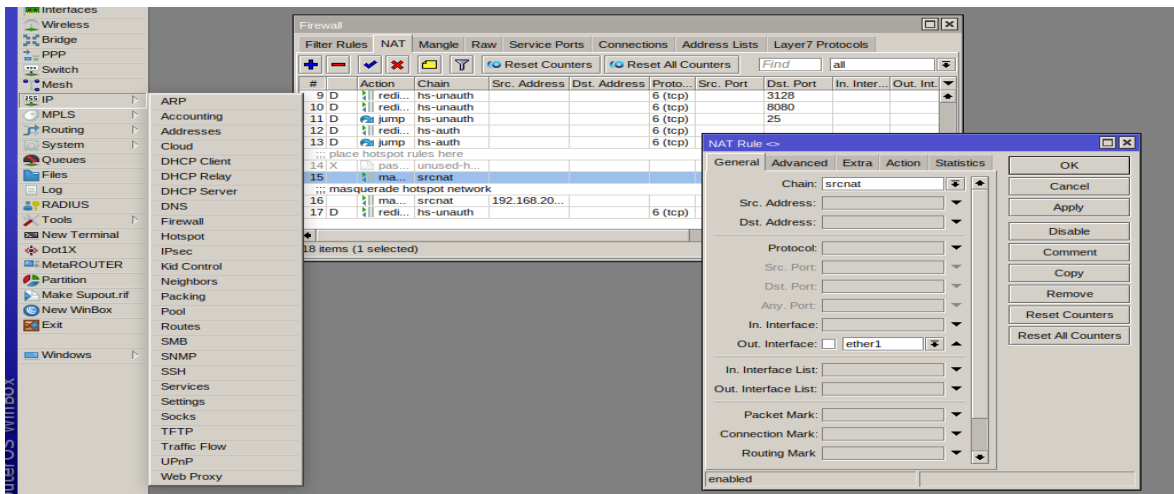 Interfaces
Wireless
Bridge
PPP
Switch
Mesh
IP
MPLS
Routing
System
Queues
Files
Log
RADIUS
Tools
New Terminal
Dot1X
MetaROUTER
Partition
Make Supout.rif
New WinBox
Exit
Windows
uterOS WinBox
ARP
Accounting
Addresses
Cloud
DHCP Client
DHCP Relay
DHCP Server
DNS
Firewall
Hotspot
IPsec
Kid Control
Neighbors
Packing
Pool
Routes
SMB
SNMP
SSH
Services
Settings
Socks
TFTP
Traffic Flow
UPnP
Web Proxy
Firewall
Filter Rules NAT Mangle Raw Service Ports Connections Address Lists Layer7 Protocols
Reset Counters Reset All Counters Find all
# Action Chain Src. Address Dst. Address Proto... Src. Port Dst. Port In. Inter... Out. Int.
9 D redi... hs-unauth 6 (tcp) 3128
10 D redi... hs-unauth 6 (tcp) 8080
11 D jump hs-unauth 6 (tcp) 25
12 D redi... hs-auth 6 (tcp)
13 D jump hs-auth 6 (tcp)
;;; place hotspot rules here
14 X pas... unused-h...
15 ma... srcnat
;;; masquerade hotspot network
16 ma... srcnat 192.168.20...
17 D redi... hs-unauth 6 (tcp)
18 items (1 selected)
NAT Rule <>
General Advanced Extra Action Statistics
Chain: srcnat
Src. Address:
Dst. Address:
Protocol:
Src. Port:
Dst. Port:
Any. Port:
In. Interface:
Out. Interface: ether1
In. Interface List:
Out. Interface List:
Packet Mark:
Connection Mark:
Routing Mark
OK
Cancel
Apply
Disable
Comment
Copy
Remove
Reset Counters
Reset All Counters
enabled